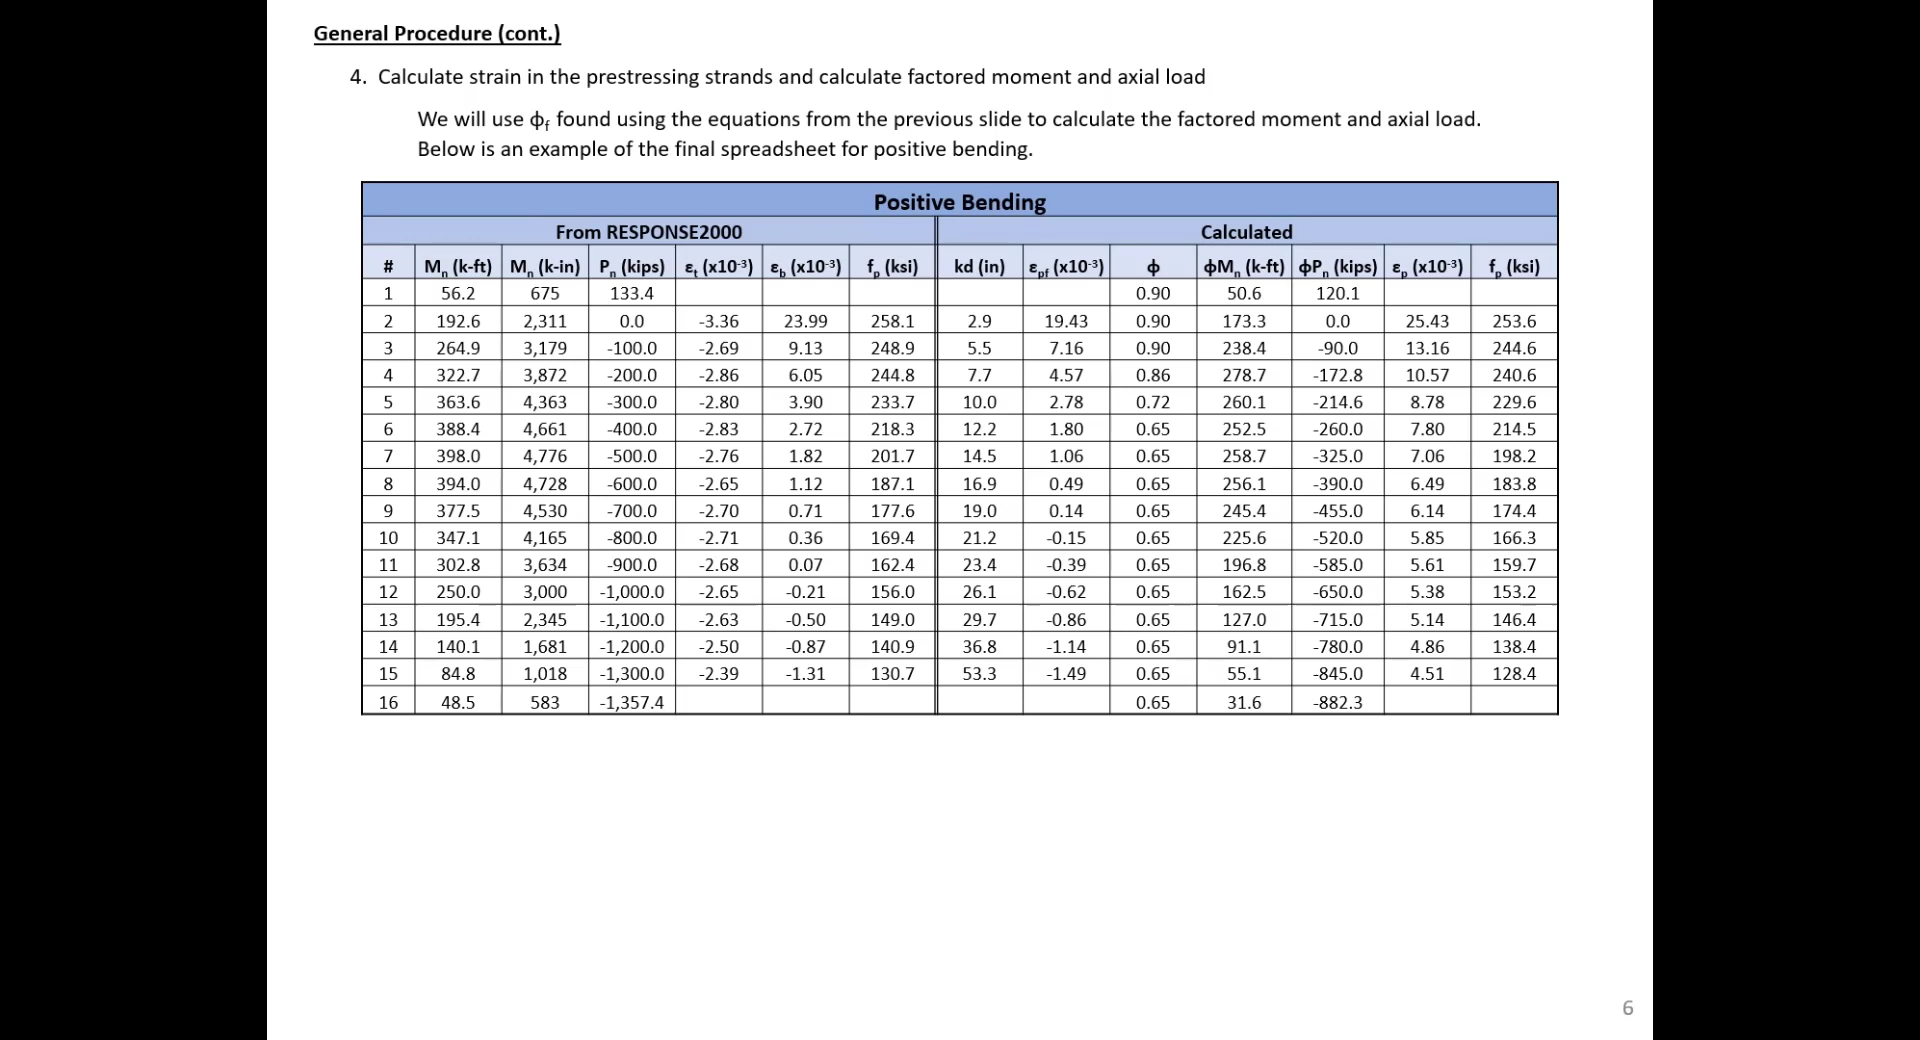 General Procedure (cont.)
4. Calculate strain in the prestressing strands and calculate factored moment and axial load
We will use ϕf found using the equations from the previous slide to calculate the factored moment and axial load.
Below is an example of the final spreadsheet for positive bending.
Positive Bending
From RESPONSE2000 Calculated
# Mn (k-ft) Mn (k-in) Pn (kips) εt (x10-3) εb (x10-3) fp (ksi) kd (in) εpf (x10-3) ϕ ϕMn (k-ft) ϕPn (kips) εp (x10-3) fp (ksi)
1 56.2 675 133.4 0.90 50.6 120.1
2 192.6 2,311 0.0 -3.36 23.99 258.1 2.9 19.43 0.90 173.3 0.0 25.43 253.6
3 264.9 3,179 -100.0 -2.69 9.13 248.9 5.5 7.16 0.90 238.4 -90.0 13.16 244.6
4 322.7 3,872 -200.0 -2.86 6.05 244.8 7.7 4.57 0.86 278.7 -172.8 10.57 240.6
5 363.6 4,363 -300.0 -2.80 3.90 233.7 10.0 2.78 0.72 260.1 -214.6 8.78 229.6
6 388.4 4,661 -400.0 -2.83 2.72 218.3 12.2 1.80 0.65 252.5 -260.0 7.80 214.5
7 398.0 4,776 -500.0 -2.76 1.82 201.7 14.5 1.06 0.65 258.7 -325.0 7.06 198.2
8 394.0 4,728 -600.0 -2.65 1.12 187.1 16.9 0.49 0.65 256.1 -390.0 6.49 183.8
9 377.5 4,530 -700.0 -2.70 0.71 177.6 19.0 0.14 0.65 245.4 -455.0 6.14 174.4
10 347.1 4,165 -800.0 -2.71 0.36 169.4 21.2 -0.15 0.65 225.6 -520.0 5.85 166.3
11 302.8 3,634 -900.0 -2.68 0.07 162.4 23.4 -0.39 0.65 196.8 -585.0 5.61 159.7
12 250.0 3,000 -1,000.0 -2.65 -0.21 156.0 26.1 -0.62 0.65 162.5 -650.0 5.38 153.2
13 195.4 2,345 -1,100.0 -2.63 -0.50 149.0 29.7 -0.86 0.65 127.0 -715.0 5.14 146.4
14 140.1 1,681 -1,200.0 -2.50 -0.87 140.9 36.8 -1.14 0.65 91.1 -780.0 4.86 138.4
15 84.8 1,018 -1,300.0 -2.39 -1.31 130.7 53.3 -1.49 0.65 55.1 -845.0 4.51 128.4
16 48.5 583 -1,357.4 0.65 31.6 -882.3
6